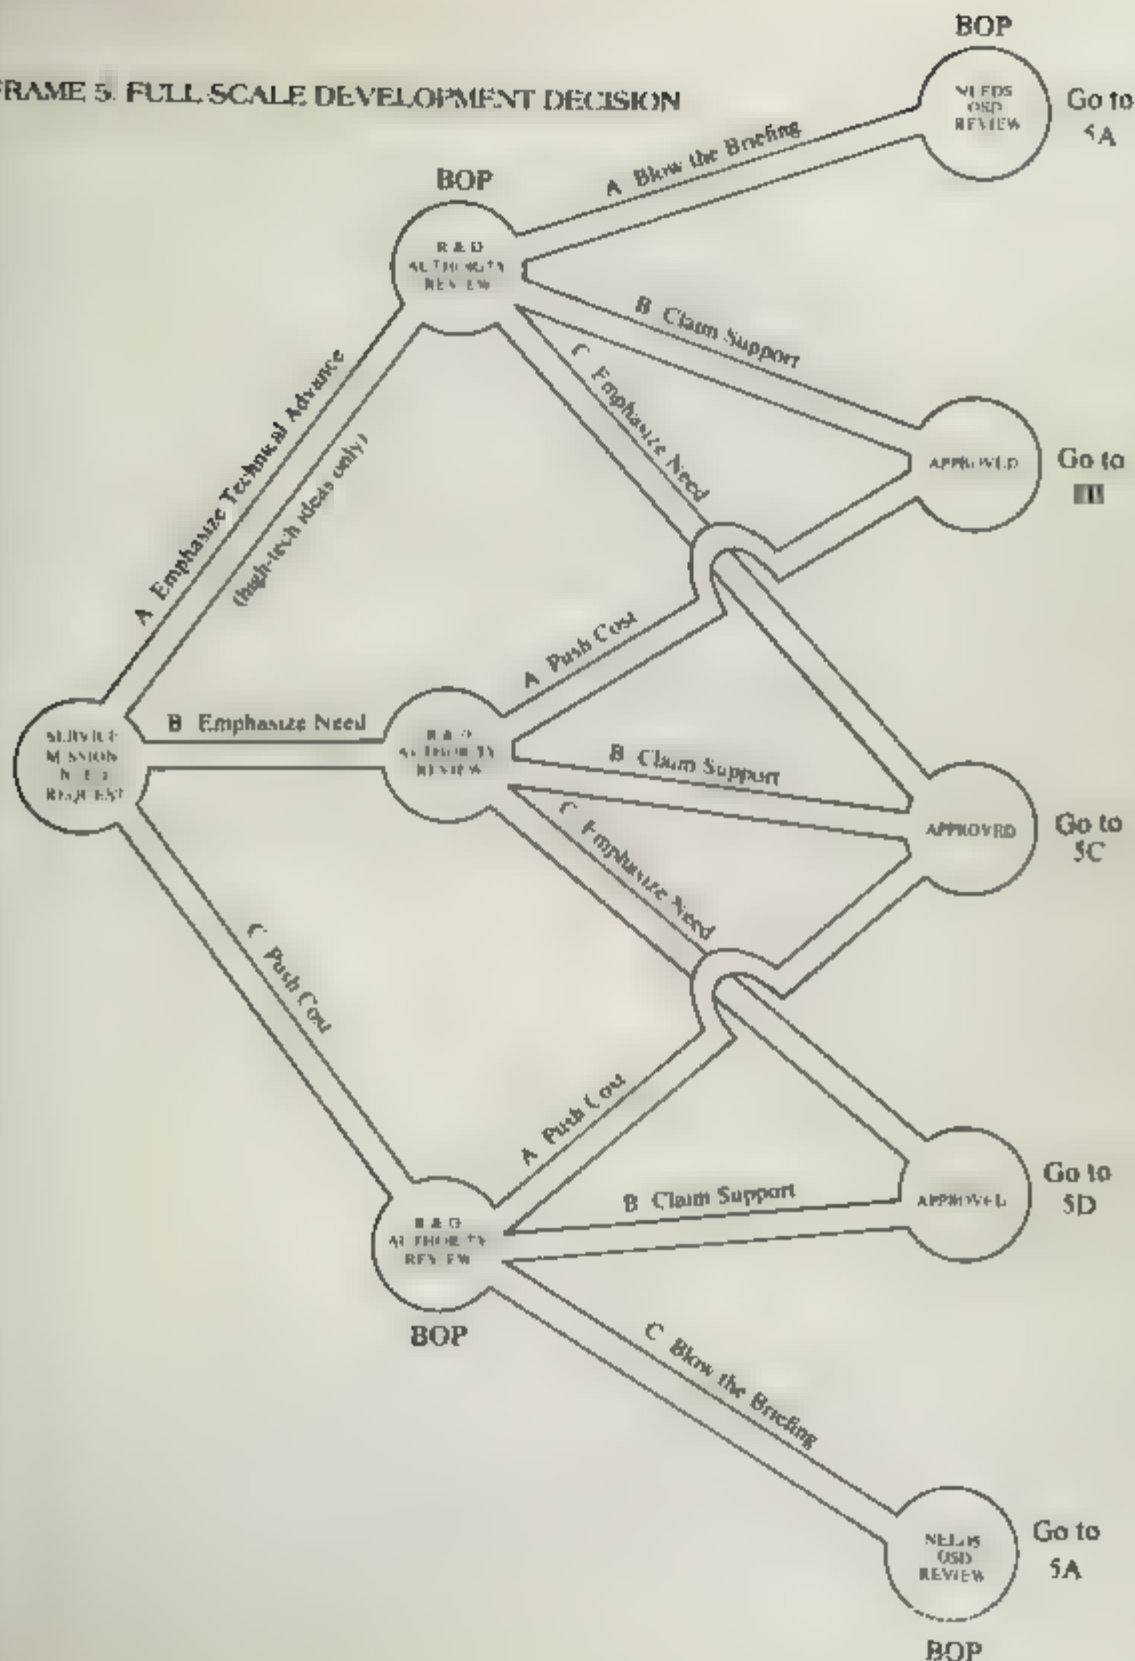 FRAME 5. FULL SCALE DEVELOPMENT DECISION
BOP
NEEDS
OSD
REVIEW
Go to
5A
A Blow the Briefing
BOP
R & D
AUTHORITY
REVIEW
B Claim Support
C Emphasize Need
APPROVED
Go to
A Emphasize Technical Advance
(high-tech ideas only)
A Push Cost
SERVICE
MISSION
NEED
REQUEST
B Emphasize Need
R & D
AUTHORITY
REVIEW
B Claim Support
C Emphasize Need
APPROVED
Go to
5C
C Push Cost
A Push Cost
B Claim Support
APPROVED
Go to
5D
R & D
AUTHORITY
REVIEW
BOP
C Blow the Briefing
NEEDS
OSD
REVIEW
Go to
5A
BOP